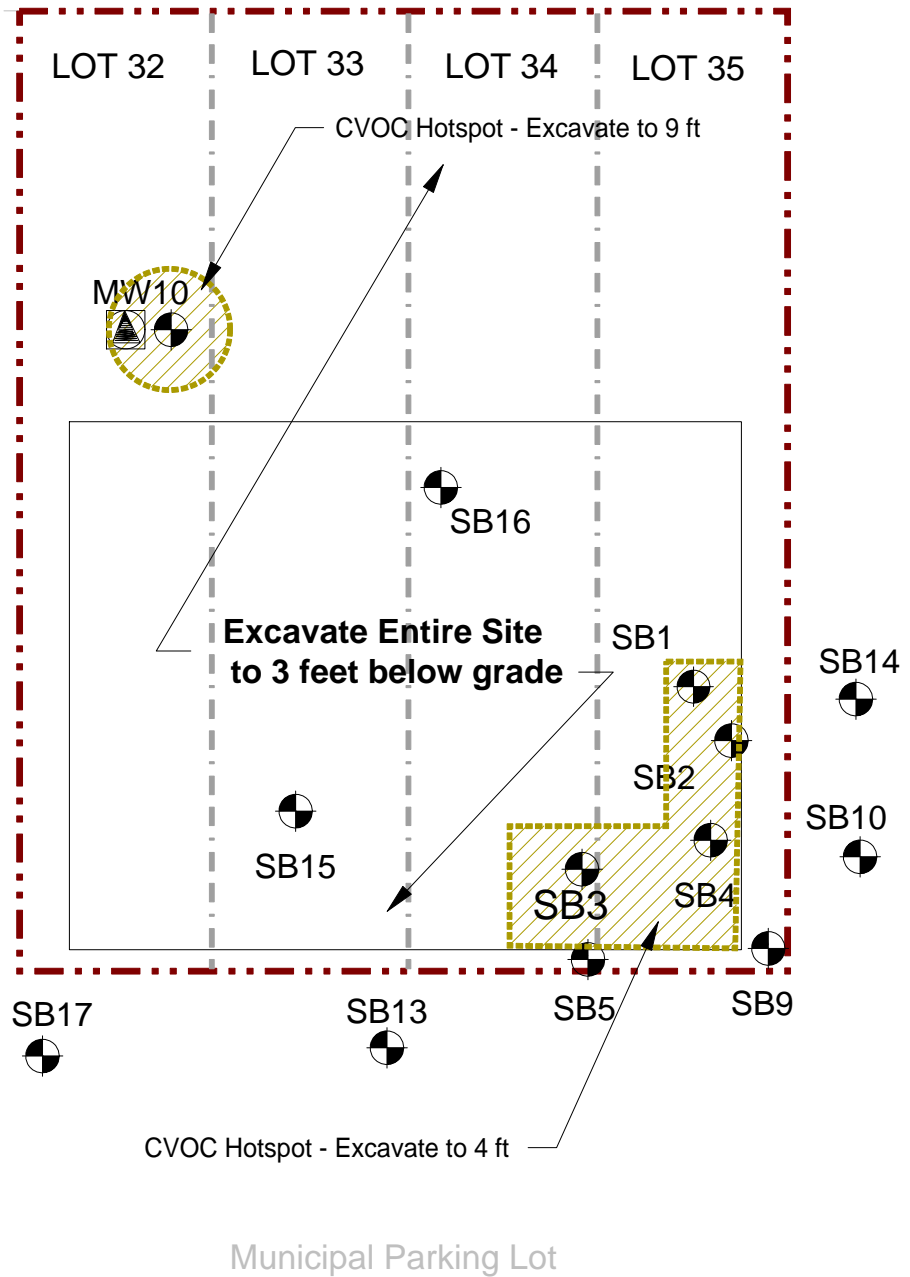 LOT 32
LOT 33
LOT 34
LOT 35
CVOC Hotspot - Excavate to 9 ft
MW10
SB16
Excavate Entire Site
to 3 feet below grade
SB1
SB14
SB2
SB10
SB15
SB4
SB3
SB17
SB13
SB5
SB9
CVOC Hotspot - Excavate to 4 ft
Municipal Parking Lot